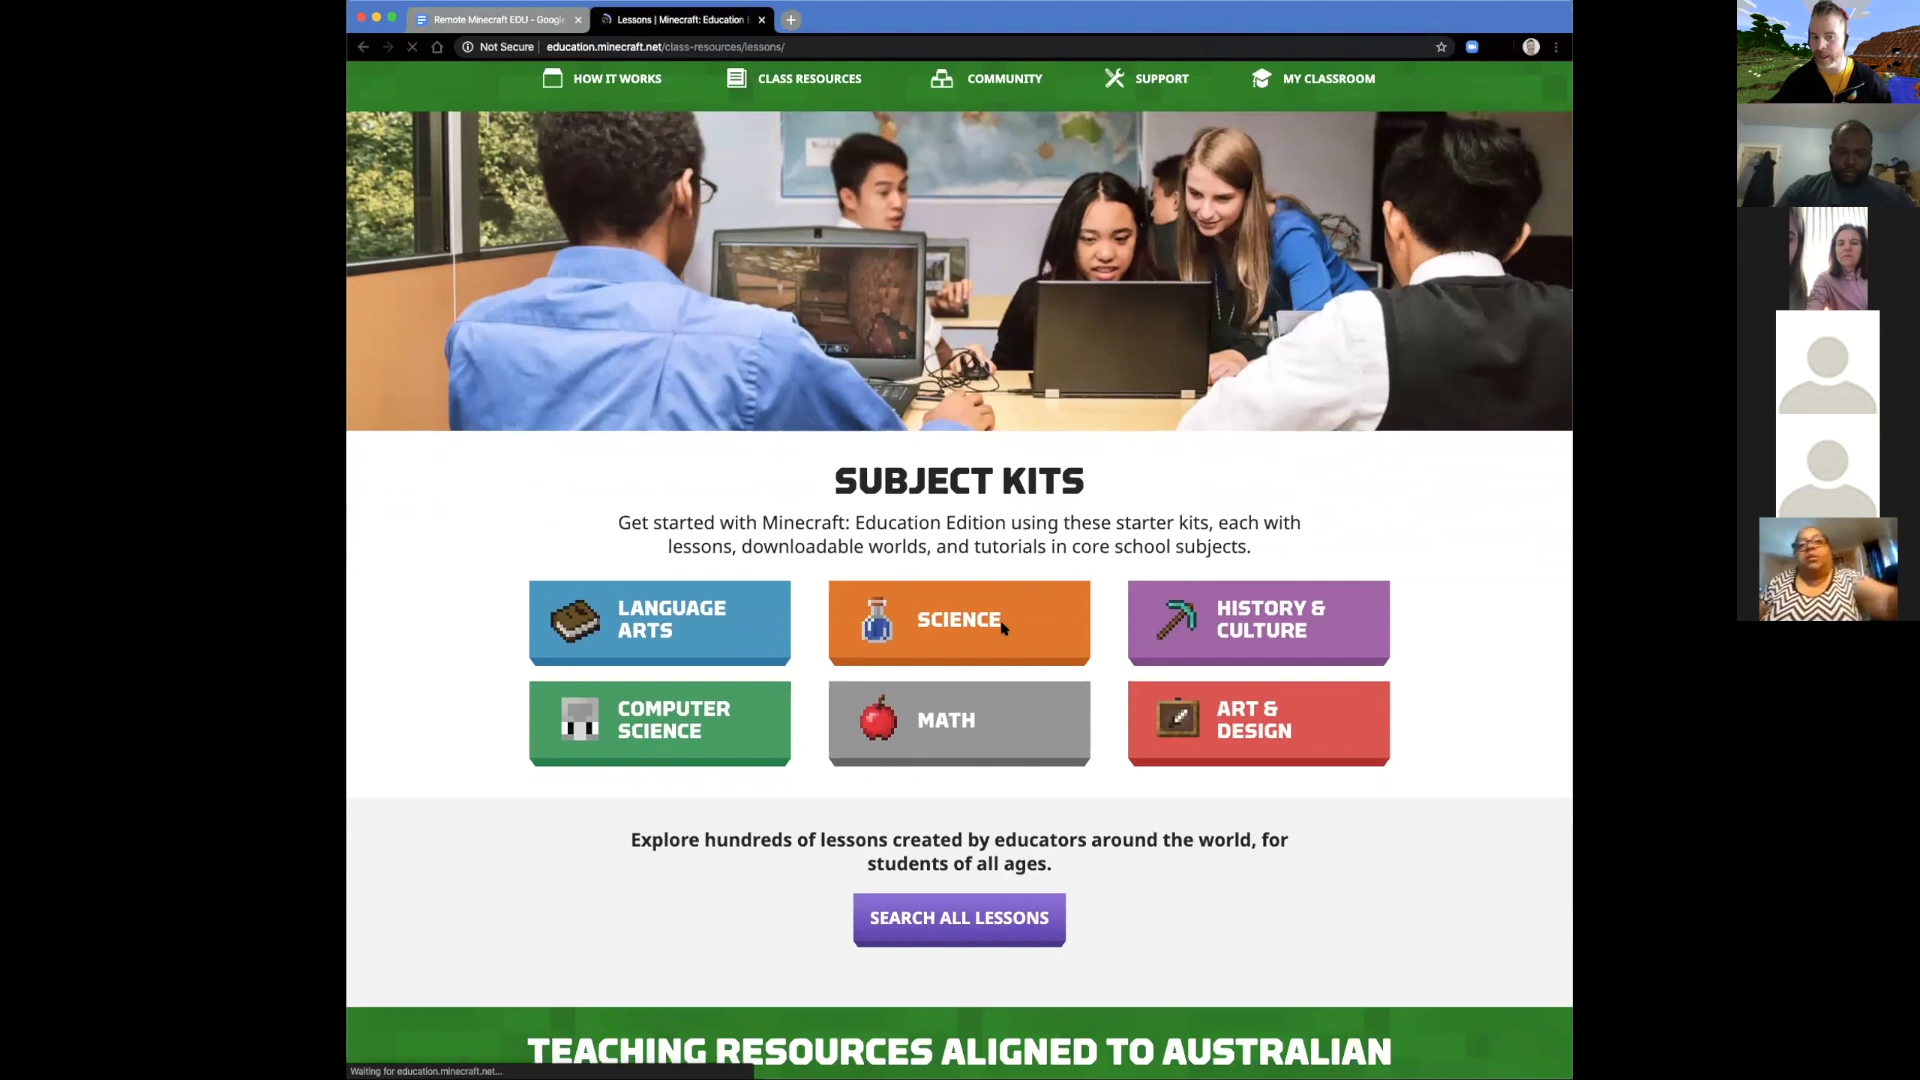 Remote Minecraft EDU - Google
Lessons | Minecraft: Education E
Not Secure
education.minecraft.net/class-resources/lessons/
HOW IT WORKS
CLASS RESOURCES
COMMUNITY
SUPPORT
MY CLASSROOM
SUBJECT KITS
Get started with Minecraft: Education Edition using these starter kits, each with
lessons, downloadable worlds, and tutorials in core school subjects.
LANGUAGE
ARTS
SCIENCE
HISTORY &
CULTURE
COMPUTER
SCIENCE
MATH
ART &
DESIGN
Explore hundreds of lessons created by educators around the world, for
students of all ages.
SEARCH ALL LESSONS
TEACHING RESOURCES ALIGNED TO AUSTRALIAN
Waiting for education.minecraft.net...